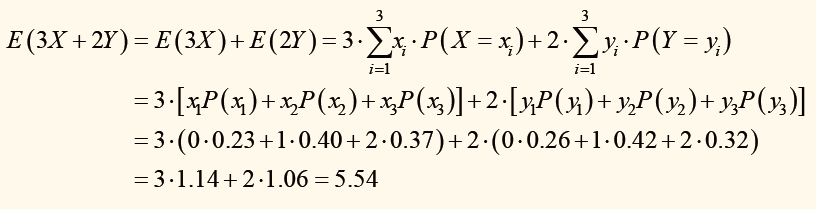 E(3X + 2Y) = E(3X) + E(2Y) = 3·∑_{i=1}^{3} x_i·P(X = x_i) + 2·∑_{i=1}^{3} y_i·P(Y = y_i)
= 3·[x_1P(x_1) + x_2P(x_2) + x_3P(x_3)] + 2·[y_1P(y_1) + y_2P(y_2) + y_3P(y_3)]
= 3·(0·0.23 + 1·0.40 + 2·0.37) + 2·(0·0.26 + 1·0.42 + 2·0.32)
= 3·1.14 + 2·1.06 = 5.54